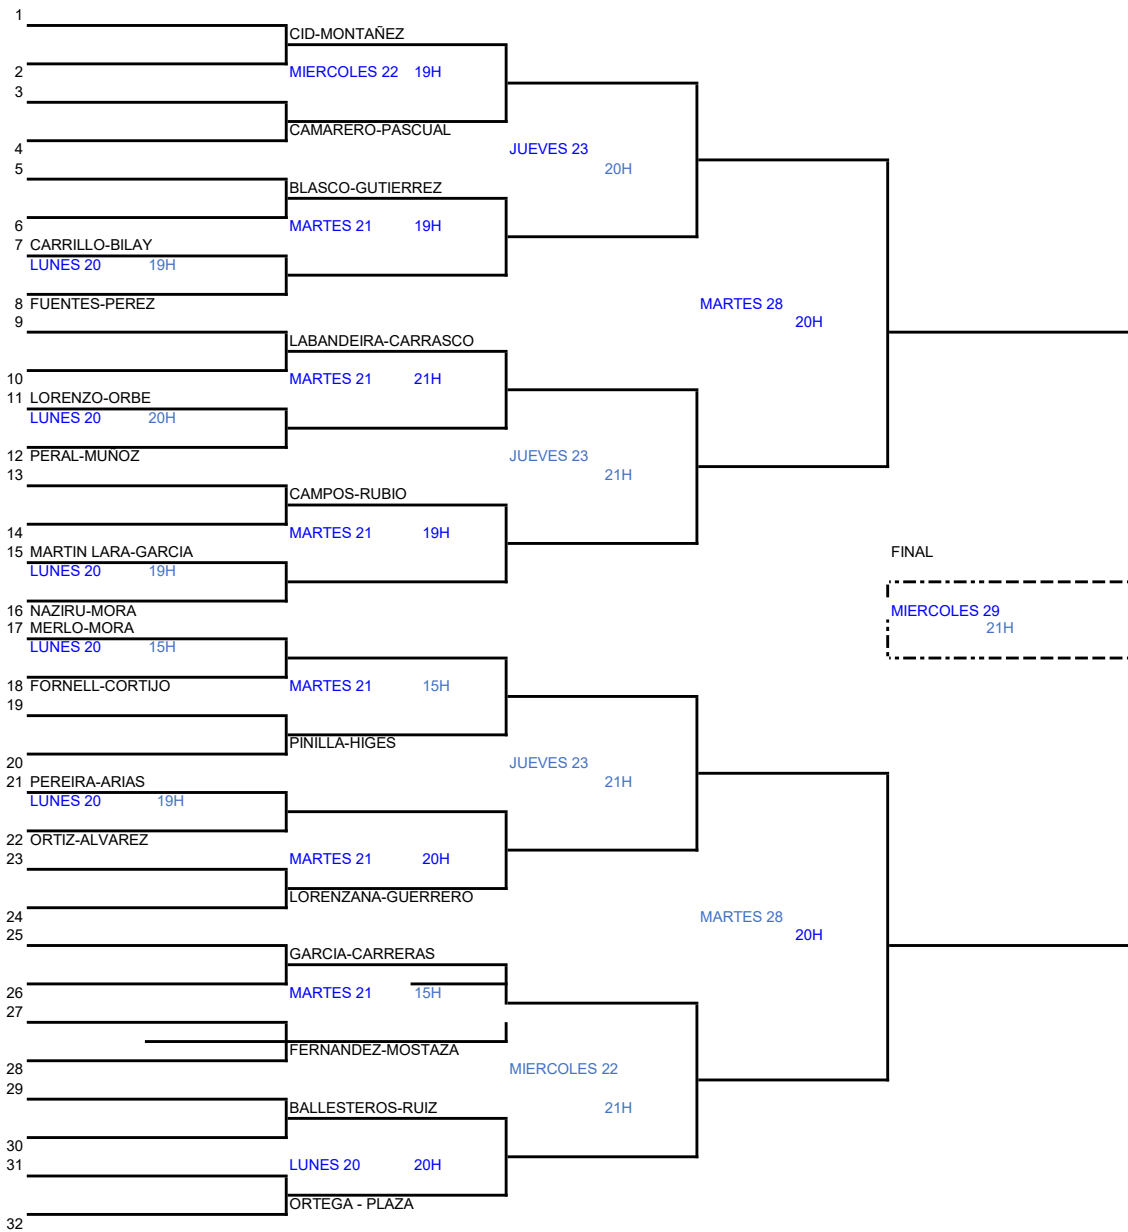 1
CID-MONTAÑEZ
2 MIERCOLES 22 19H
3
CAMARERO-PASCUAL
4 JUEVES 23
5 20H
BLASCO-GUTIERREZ
6 MARTES 21 19H
7 CARRILLO-BILAY
LUNES 20 19H
8 FUENTES-PEREZ MARTES 28
9 20H
LABANDEIRA-CARRASCO
10 MARTES 21 21H
11 LORENZO-ORBE
LUNES 20 20H
12 PERAL-MUÑOZ JUEVES 23
13 21H
CAMPOS-RUBIO
14 MARTES 21 19H
15 MARTIN LARA-GARCIA FINAL
LUNES 20 19H
16 NAZIRU-MORA MIERCOLES 29
17 MERLO-MORA 21H
LUNES 20 15H
18 FORNELL-CORTIJO MARTES 21 15H
19
PINILLA-HIGES
20 JUEVES 23
21 PEREIRA-ARIAS 21H
LUNES 20 19H
22 ORTIZ-ALVAREZ
23 MARTES 21 20H
LORENZANA-GUERRERO
24 MARTES 28
25 20H
GARCIA-CARRERAS
26 MARTES 21 15H
27
FERNANDEZ-MOSTAZA
28 MIERCOLES 22
29
BALLESTEROS-RUIZ 21H
30
31 LUNES 20 20H
ORTEGA - PLAZA
32